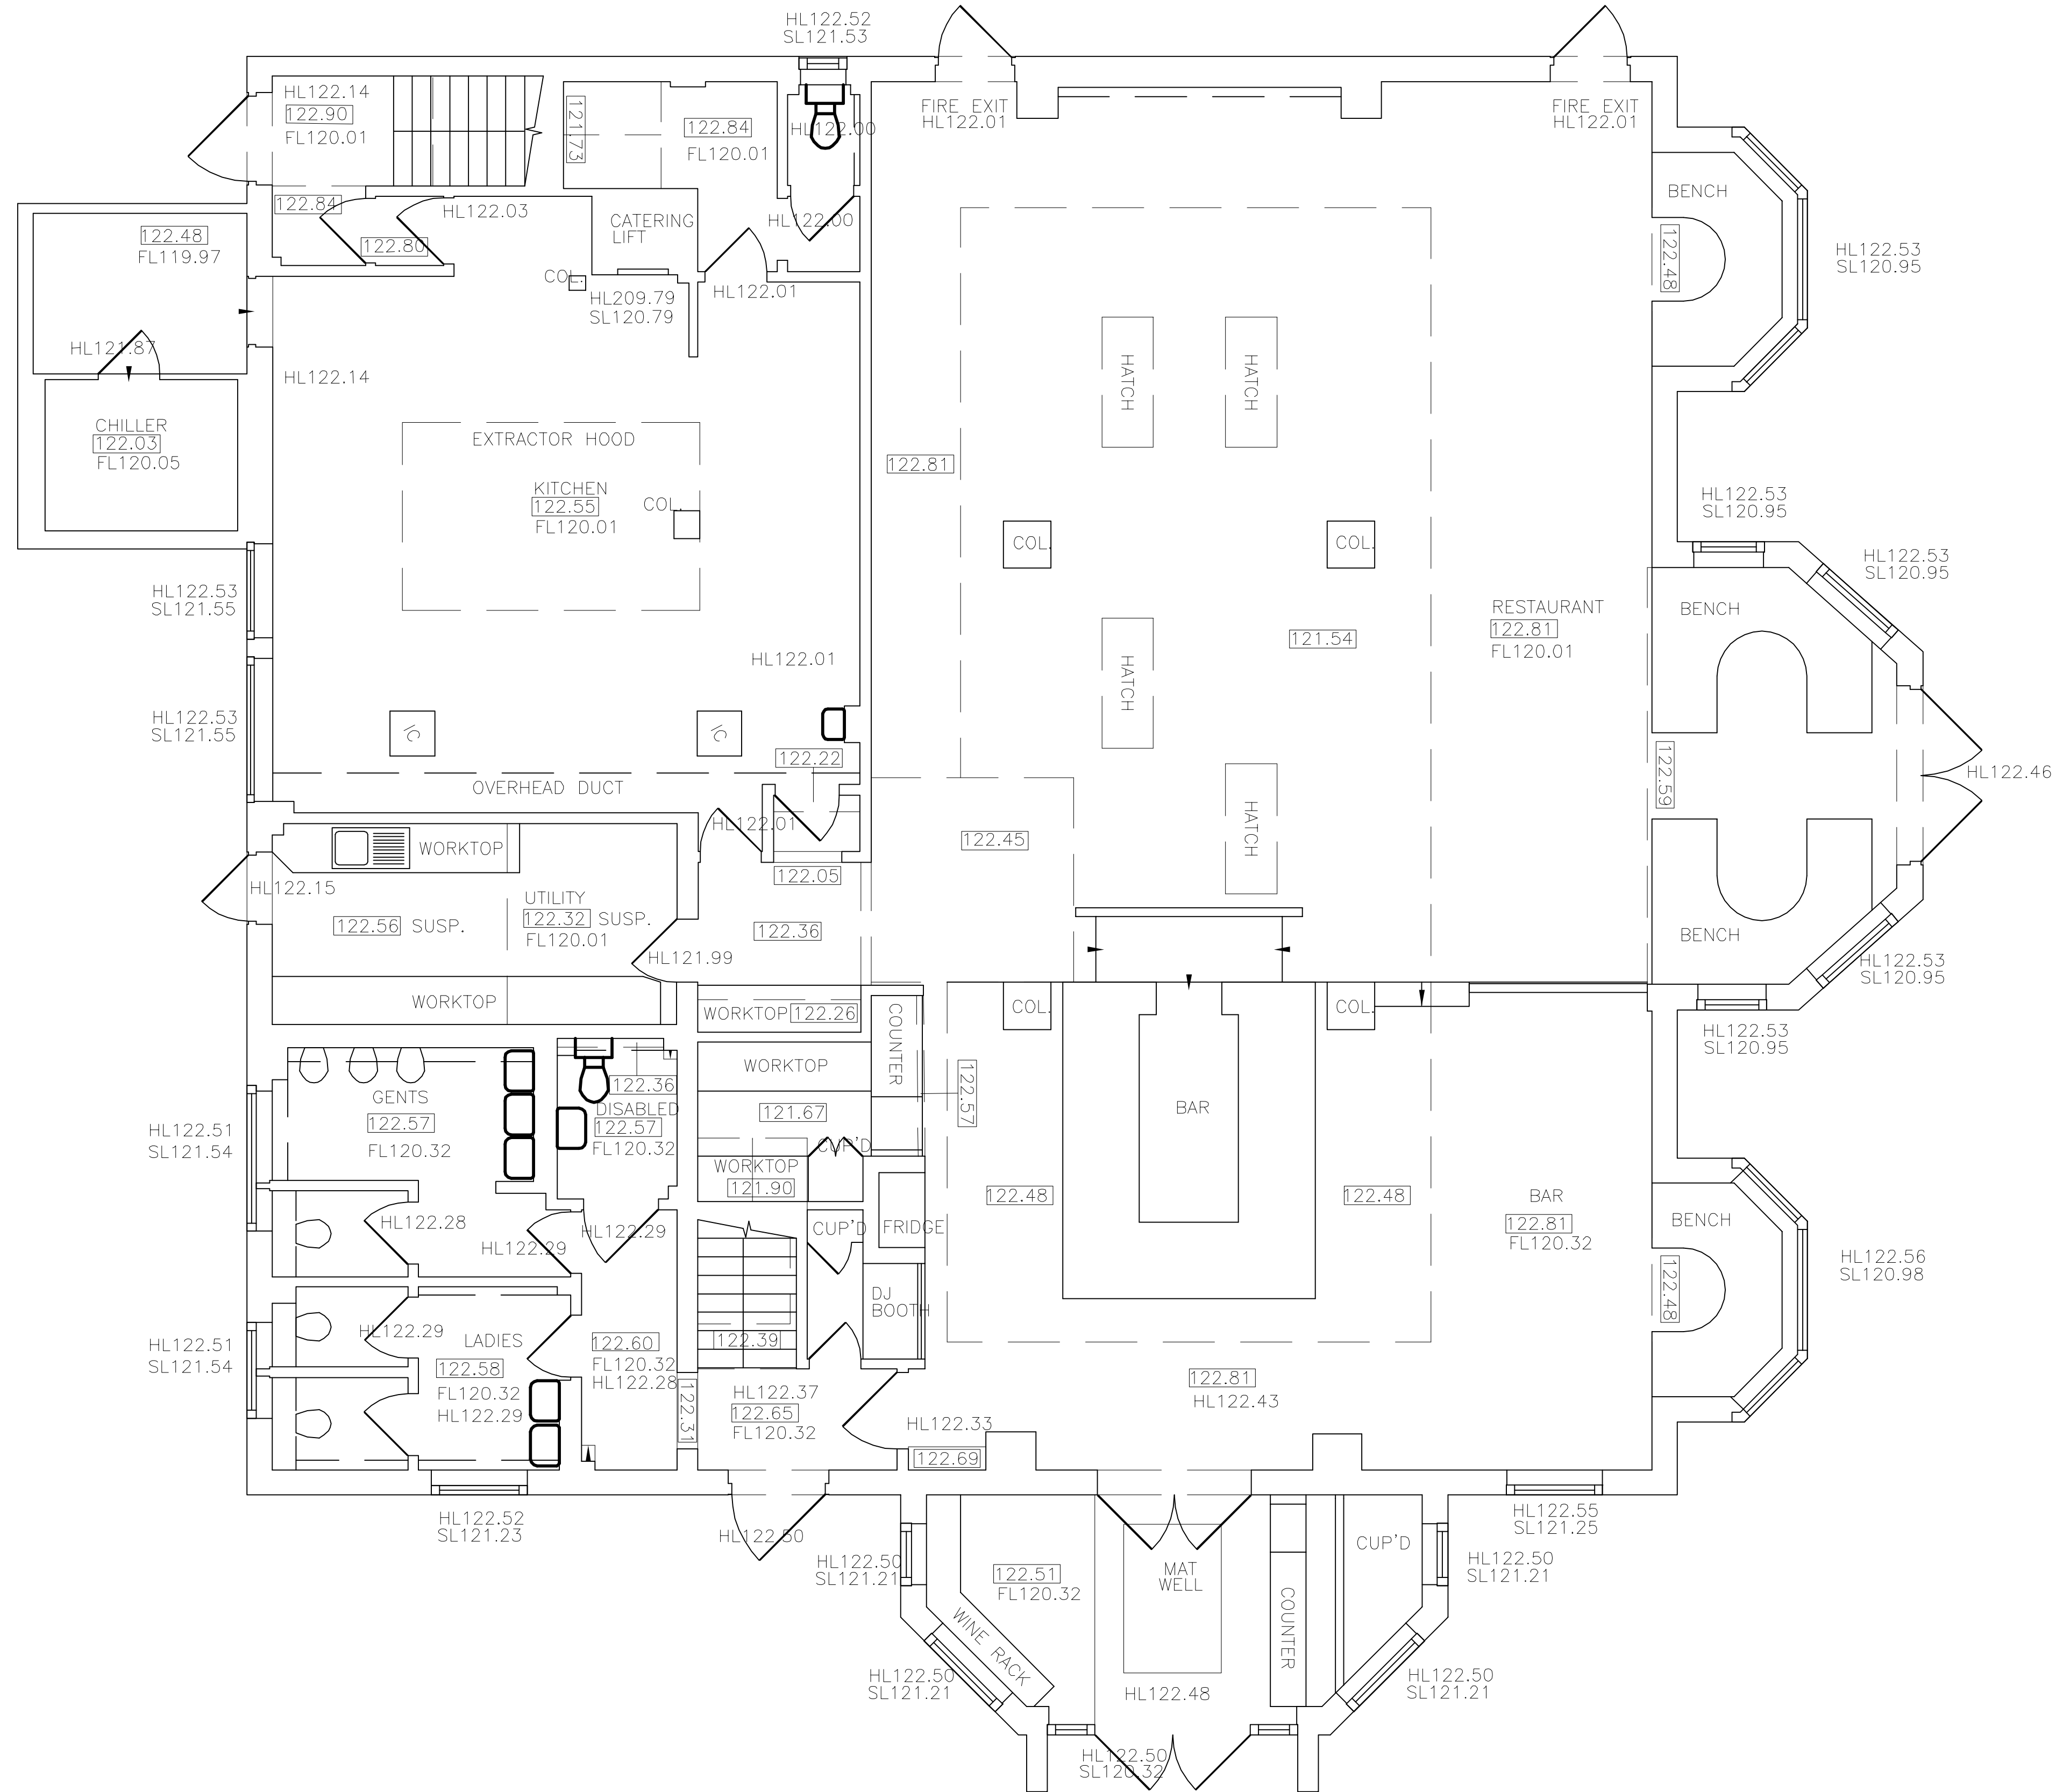 HL122.52
SL121.53
HL122.14
122.90
FL120.01
121.73
122.84
FL120.01
HL122.00
FIRE EXIT
HL122.01
FIRE EXIT
HL122.01
BENCH
122.84
HL122.03
122.80
CATERING
LIFT
HL122.00
122.48
FL119.97
COL.
HL209.79
SL120.79
HL122.01
122.48
HL122.53
SL120.95
HL121.87
HL122.14
HATCH
HATCH
CHILLER
122.03
FL120.05
EXTRACTOR HOOD
122.81
KITCHEN
122.55
FL120.01
COL.
HL122.53
SL120.95
COL.
COL.
HL122.53
SL120.95
HL122.53
SL121.55
RESTAURANT
122.81
FL120.01
BENCH
121.54
HL122.01
HATCH
HL122.53
SL121.55
IC
IC
122.22
OVERHEAD DUCT
122.59
HL122.46
HL122.01
122.45
HATCH
WORKTOP
122.05
HL122.15
UTILITY
122.56 SUSP.
122.32 SUSP.
FL120.01
122.36
HL121.99
BENCH
HL122.53
SL120.95
WORKTOP
WORKTOP 122.26
COUNTER
COL.
COL.
HL122.53
SL120.95
WORKTOP
122.57
BAR
122.36
GENTS
122.57
FL120.32
DISABLED
122.57
FL120.32
121.67
CUP'D
HL122.51
SL121.54
WORKTOP
121.90
122.48
122.48
BAR
122.81
FL120.32
BENCH
HL122.28
HL122.29
HL122.29
CUP'D
FRIDGE
HL122.56
SL120.98
122.48
DJ
BOOTH
HL122.29
LADIES
122.58
FL120.32
HL122.29
HL122.51
SL121.54
122.60
FL120.32
HL122.28
122.39
122.31
HL122.37
122.65
FL120.32
122.81
HL122.43
HL122.33
122.69
HL122.52
SL121.23
HL122.50
HL122.55
SL121.25
HL122.50
SL121.21
122.51
FL120.32
MAT
WELL
CUP'D
HL122.50
SL121.21
WINE RACK
COUNTER
HL122.50
SL121.21
HL122.48
HL122.50
SL121.21
HL122.50
SL120.32